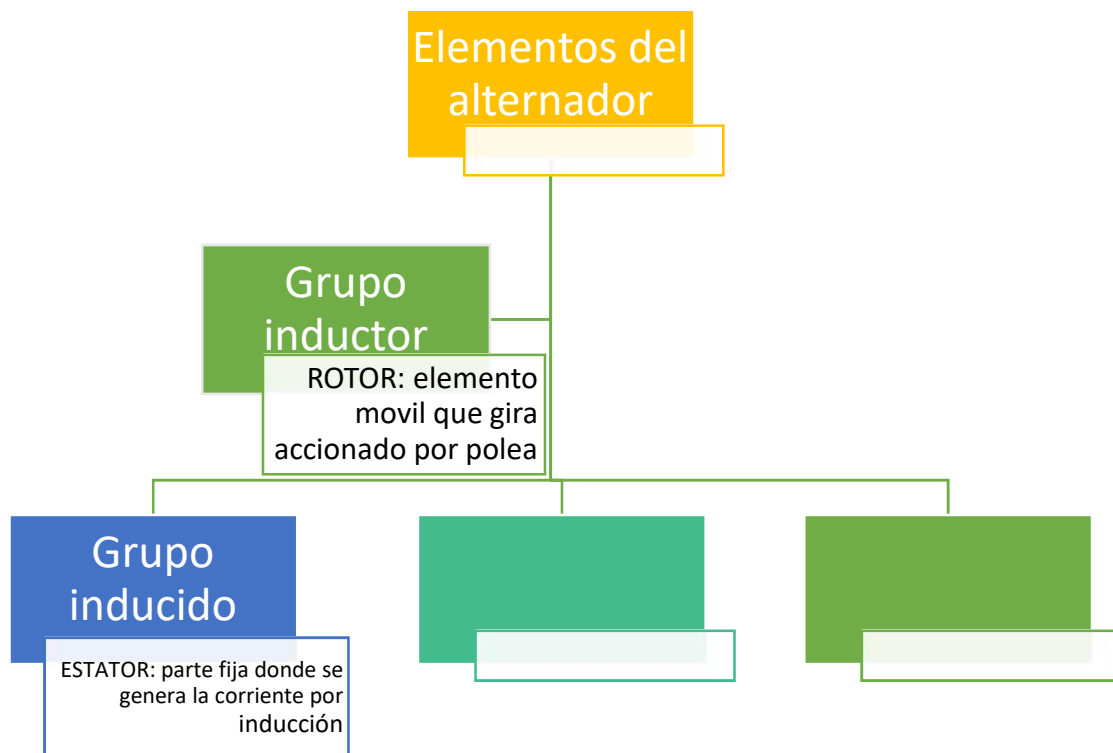 Elementos del
alternador
Grupo
inductor
ROTOR: elemento
movil que gira
accionado por polea
Grupo
inducido
ESTATOR: parte fija donde se
genera la corriente por
inducción